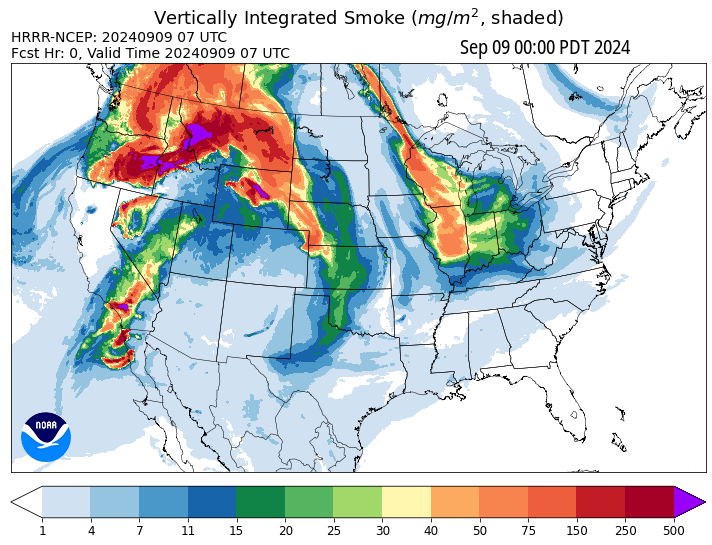 Vertically Integrated Smoke (mg/m², shaded)
HRRR-NCEP: 20240909 07 UTC
Fcst Hr: 0, Valid Time 20240909 07 UTC
Sep 09 00:00 PDT 2024
NOAA
1 4 7 11 15 20 25 30 40 50 75 150 250 500